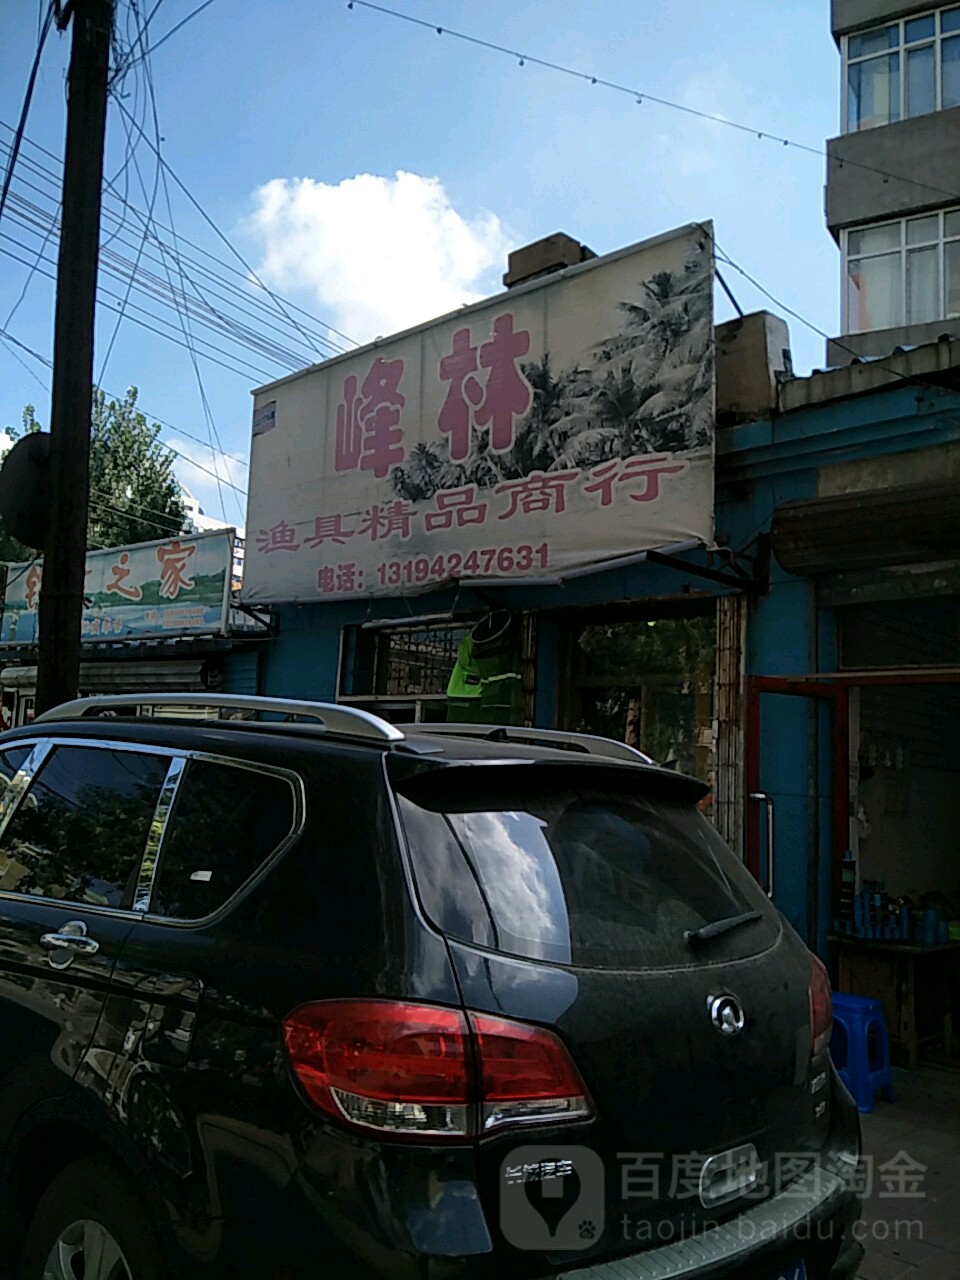 峰林
渔具精品商行
电话：13194247631
之家
长城汽车
百度地图淘金
taojin.baidu.com